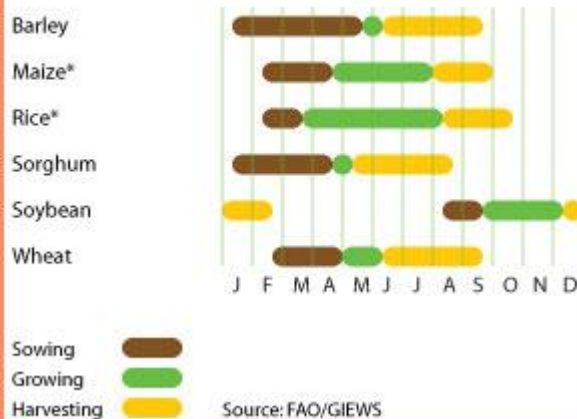 Barley
Maize*
Rice*
Sorghum
Soybean
Wheat
J F M A M J J A S O N D
Sowing
Growing
Harvesting
Source: FAO/GIEWS